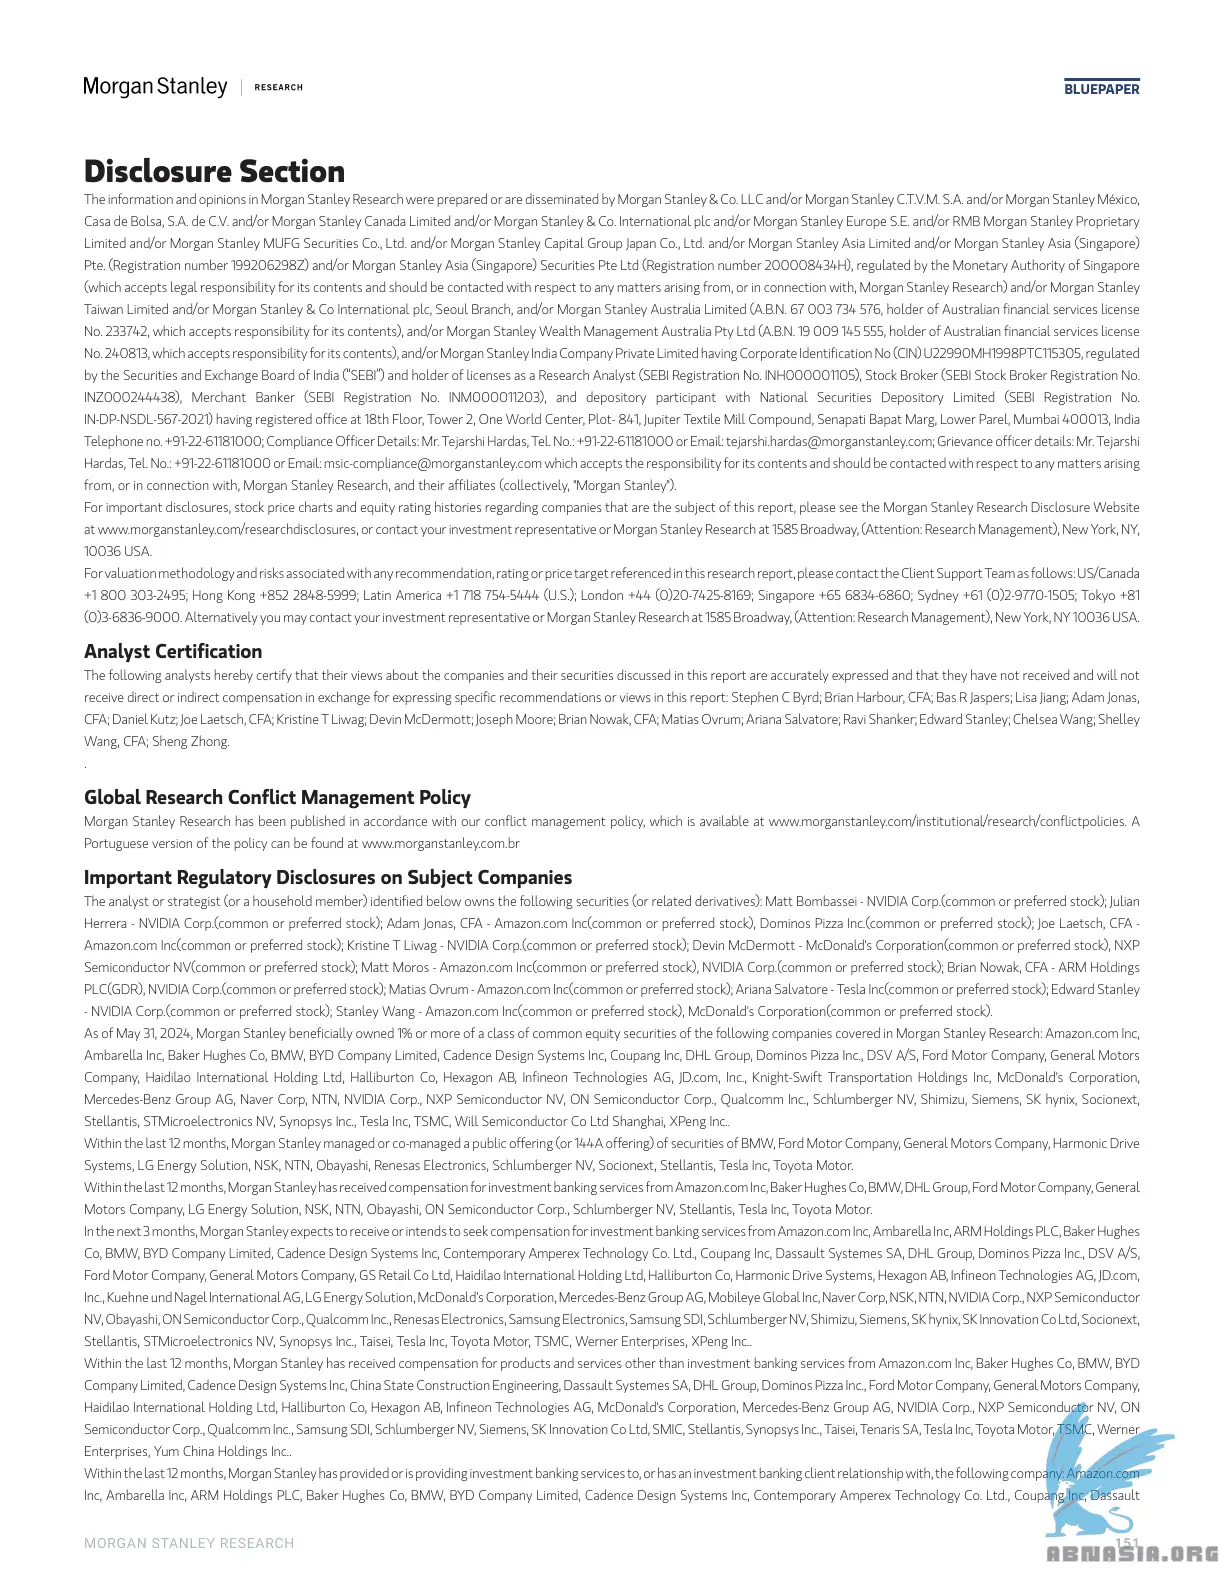 Morgan Stanley | RESEARCH
BLUEPAPER
Disclosure Section
The information and opinions in Morgan Stanley Research were prepared or are disseminated by Morgan Stanley & Co. LLC and/or Morgan Stanley C.T.V.M. S.A. and/or Morgan Stanley México,
Casa de Bolsa, S.A. de C.V. and/or Morgan Stanley Canada Limited and/or Morgan Stanley & Co. International plc and/or Morgan Stanley Europe S.E. and/or RMB Morgan Stanley Proprietary
Limited and/or Morgan Stanley MUFG Securities Co., Ltd. and/or Morgan Stanley Capital Group Japan Co., Ltd. and/or Morgan Stanley Asia Limited and/or Morgan Stanley Asia (Singapore)
Pte. (Registration number 199206298Z) and/or Morgan Stanley Asia (Singapore) Securities Pte Ltd (Registration number 200008434H), regulated by the Monetary Authority of Singapore
(which accepts legal responsibility for its contents and should be contacted with respect to any matters arising from, or in connection with, Morgan Stanley Research) and/or Morgan Stanley
Taiwan Limited and/or Morgan Stanley & Co International plc, Seoul Branch, and/or Morgan Stanley Australia Limited (A.B.N. 67 003 734 576, holder of Australian financial services license
No. 233742, which accepts responsibility for its contents), and/or Morgan Stanley Wealth Management Australia Pty Ltd (A.B.N. 19 009 145 555, holder of Australian financial services license
No. 240813, which accepts responsibility for its contents), and/or Morgan Stanley India Company Private Limited having Corporate Identification No (CIN) U22990MH1998PTC115305, regulated
by the Securities and Exchange Board of India ("SEBI") and holder of licenses as a Research Analyst (SEBI Registration No. INH000001105), Stock Broker (SEBI Stock Broker Registration No.
INZ000244438), Merchant Banker (SEBI Registration No. INM000011203), and depository participant with National Securities Depository Limited (SEBI Registration No.
IN-DP-NSDL-567-2021) having registered office at 18th Floor, Tower 2, One World Center, Plot- 841, Jupiter Textile Mill Compound, Senapati Bapat Marg, Lower Parel, Mumbai 400013, India
Telephone no. +91-22-61181000; Compliance Officer Details: Mr. Tejarshi Hardas, Tel. No.: +91-22-61181000 or Email: tejarshi.hardas@morganstanley.com; Grievance officer details: Mr. Tejarshi
Hardas, Tel. No.: +91-22-61181000 or Email: msic-compliance@morganstanley.com which accepts the responsibility for its contents and should be contacted with respect to any matters arising
from, or in connection with, Morgan Stanley Research, and their affiliates (collectively, "Morgan Stanley").
For important disclosures, stock price charts and equity rating histories regarding companies that are the subject of this report, please see the Morgan Stanley Research Disclosure Website
at www.morganstanley.com/researchdisclosures, or contact your investment representative or Morgan Stanley Research at 1585 Broadway, (Attention: Research Management), New York, NY,
10036 USA.
For valuation methodology and risks associated with any recommendation, rating or price target referenced in this research report, please contact the Client Support Team as follows: US/Canada
+1 800 303-2495; Hong Kong +852 2848-5999; Latin America +1 718 754-5444 (U.S.); London +44 (0)20-7425-8169; Singapore +65 6834-6860; Sydney +61 (0)2-9770-1505; Tokyo +81
(0)3-6836-9000. Alternatively you may contact your investment representative or Morgan Stanley Research at 1585 Broadway, (Attention: Research Management), New York, NY 10036 USA.
Analyst Certification
The following analysts hereby certify that their views about the companies and their securities discussed in this report are accurately expressed and that they have not received and will not
receive direct or indirect compensation in exchange for expressing specific recommendations or views in this report: Stephen C Byrd; Brian Harbour, CFA; Bas R Jaspers; Lisa Jiang; Adam Jonas,
CFA; Daniel Kutz; Joe Laetsch, CFA; Kristine T Liwag; Devin McDermott; Joseph Moore; Brian Nowak, CFA; Matias Ovrum; Ariana Salvatore; Ravi Shanker; Edward Stanley; Chelsea Wang; Shelley
Wang, CFA; Sheng Zhong.
.
Global Research Conflict Management Policy
Morgan Stanley Research has been published in accordance with our conflict management policy, which is available at www.morganstanley.com/institutional/research/conflictpolicies. A
Portuguese version of the policy can be found at www.morganstanley.com.br
Important Regulatory Disclosures on Subject Companies
The analyst or strategist (or a household member) identified below owns the following securities (or related derivatives): Matt Bombassei - NVIDIA Corp.(common or preferred stock); Julian
Herrera - NVIDIA Corp.(common or preferred stock); Adam Jonas, CFA - Amazon.com Inc(common or preferred stock), Dominos Pizza Inc.(common or preferred stock); Joe Laetsch, CFA -
Amazon.com Inc(common or preferred stock); Kristine T Liwag - NVIDIA Corp.(common or preferred stock); Devin McDermott - McDonald's Corporation(common or preferred stock), NXP
Semiconductor NV(common or preferred stock); Matt Moros - Amazon.com Inc(common or preferred stock), NVIDIA Corp.(common or preferred stock); Brian Nowak, CFA - ARM Holdings
PLC(GDR), NVIDIA Corp.(common or preferred stock); Matias Ovrum - Amazon.com Inc(common or preferred stock); Ariana Salvatore - Tesla Inc(common or preferred stock); Edward Stanley
- NVIDIA Corp.(common or preferred stock); Stanley Wang - Amazon.com Inc(common or preferred stock), McDonald's Corporation(common or preferred stock).
As of May 31, 2024, Morgan Stanley beneficially owned 1% or more of a class of common equity securities of the following companies covered in Morgan Stanley Research: Amazon.com Inc,
Ambarella Inc, Baker Hughes Co, BMW, BYD Company Limited, Cadence Design Systems Inc, Coupang Inc, DHL Group, Dominos Pizza Inc., DSV A/S, Ford Motor Company, General Motors
Company, Haidilao International Holding Ltd, Halliburton Co, Hexagon AB, Infineon Technologies AG, JD.com, Inc., Knight-Swift Transportation Holdings Inc, McDonald's Corporation,
Mercedes-Benz Group AG, Naver Corp, NTN, NVIDIA Corp., NXP Semiconductor NV, ON Semiconductor Corp., Qualcomm Inc., Schlumberger NV, Shimizu, Siemens, SK hynix, Socionext,
Stellantis, STMicroelectronics NV, Synopsys Inc., Tesla Inc, TSMC, Will Semiconductor Co Ltd Shanghai, XPeng Inc..
Within the last 12 months, Morgan Stanley managed or co-managed a public offering (or 144A offering) of securities of BMW, Ford Motor Company, General Motors Company, Harmonic Drive
Systems, LG Energy Solution, NSK, NTN, Obayashi, Renesas Electronics, Schlumberger NV, Socionext, Stellantis, Tesla Inc, Toyota Motor.
Within the last 12 months, Morgan Stanley has received compensation for investment banking services from Amazon.com Inc, Baker Hughes Co, BMW, DHL Group, Ford Motor Company, General
Motors Company, LG Energy Solution, NSK, NTN, Obayashi, ON Semiconductor Corp., Schlumberger NV, Stellantis, Tesla Inc, Toyota Motor.
In the next 3 months, Morgan Stanley expects to receive or intends to seek compensation for investment banking services from Amazon.com Inc, Ambarella Inc, ARM Holdings PLC, Baker Hughes
Co, BMW, BYD Company Limited, Cadence Design Systems Inc, Contemporary Amperex Technology Co. Ltd., Coupang Inc, Dassault Systemes SA, DHL Group, Dominos Pizza Inc., DSV A/S,
Ford Motor Company, General Motors Company, GS Retail Co Ltd, Haidilao International Holding Ltd, Halliburton Co, Harmonic Drive Systems, Hexagon AB, Infineon Technologies AG, JD.com,
Inc., Kuehne und Nagel International AG, LG Energy Solution, McDonald's Corporation, Mercedes-Benz Group AG, Mobileye Global Inc, Naver Corp, NSK, NTN, NVIDIA Corp., NXP Semiconductor
NV, Obayashi, ON Semiconductor Corp., Qualcomm Inc., Renesas Electronics, Samsung Electronics, Samsung SDI, Schlumberger NV, Shimizu, Siemens, SK hynix, SK Innovation Co Ltd, Socionext,
Stellantis, STMicroelectronics NV, Synopsys Inc., Taisei, Tesla Inc, Toyota Motor, TSMC, Werner Enterprises, XPeng Inc..
Within the last 12 months, Morgan Stanley has received compensation for products and services other than investment banking services from Amazon.com Inc, Baker Hughes Co, BMW, BYD
Company Limited, Cadence Design Systems Inc, China State Construction Engineering, Dassault Systemes SA, DHL Group, Dominos Pizza Inc., Ford Motor Company, General Motors Company,
Haidilao International Holding Ltd, Halliburton Co, Hexagon AB, Infineon Technologies AG, McDonald's Corporation, Mercedes-Benz Group AG, NVIDIA Corp., NXP Semiconductor NV, ON
Semiconductor Corp., Qualcomm Inc., Samsung SDI, Schlumberger NV, Siemens, SK Innovation Co Ltd, SMIC, Stellantis, Synopsys Inc., Taisei, Tenaris SA, Tesla Inc, Toyota Motor, TSMC, Werner
Enterprises, Yum China Holdings Inc..
Within the last 12 months, Morgan Stanley has provided or is providing investment banking services to, or has an investment banking client relationship with, the following company: Amazon.com
Inc, Ambarella Inc, ARM Holdings PLC, Baker Hughes Co, BMW, BYD Company Limited, Cadence Design Systems Inc, Contemporary Amperex Technology Co. Ltd., Coupang Inc, Dassault
MORGAN STANLEY RESEARCH
151
ABNASIA.ORG